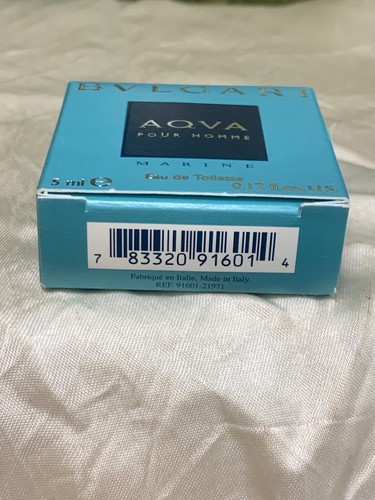 BVLGARI
AQVA
POUR HOMME
MARINE
Eau de Toilette
5 ml ℮ 0.17 fl.oz. U.S.
7 83320 91601 4
Fabriqué en Italie, Made in Italy.
REF. 91601-21971